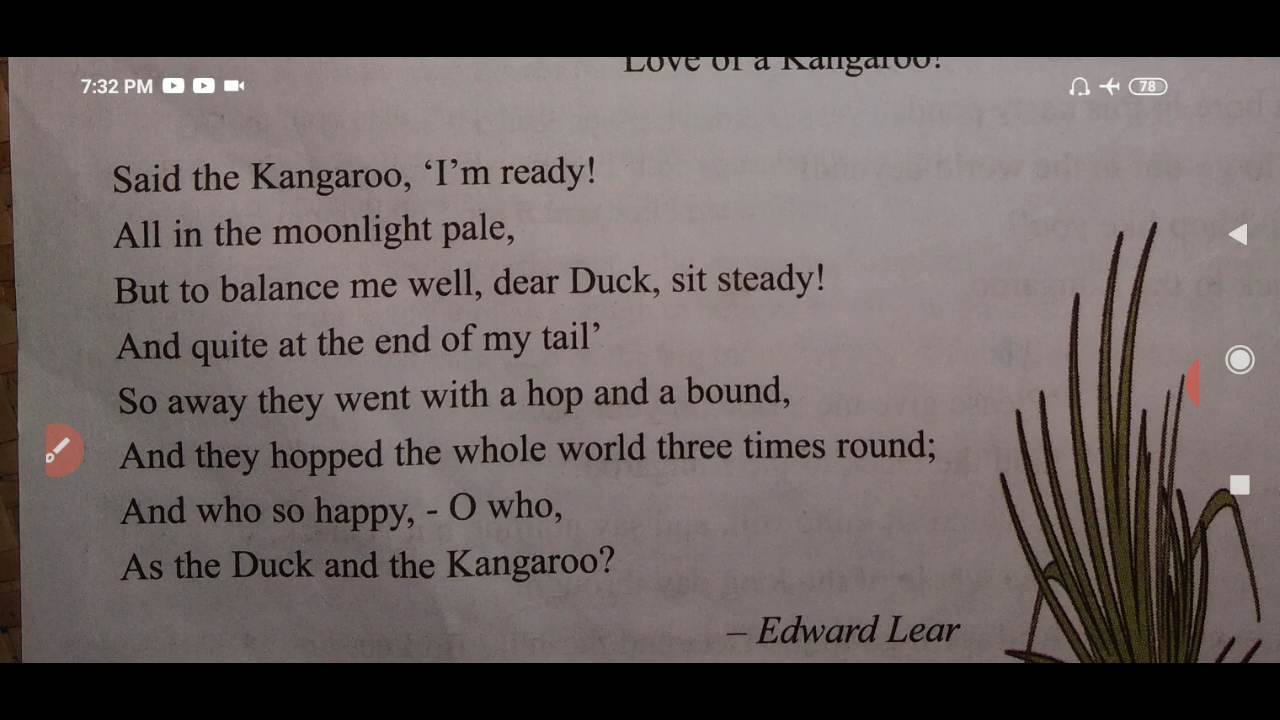 Love of a Kangaroo!
7:32 PM
78
Said the Kangaroo, ‘I’m ready!
All in the moonlight pale,
But to balance me well, dear Duck, sit steady!
And quite at the end of my tail’
So away they went with a hop and a bound,
And they hopped the whole world three times round;
And who so happy, - O who,
As the Duck and the Kangaroo?
– Edward Lear